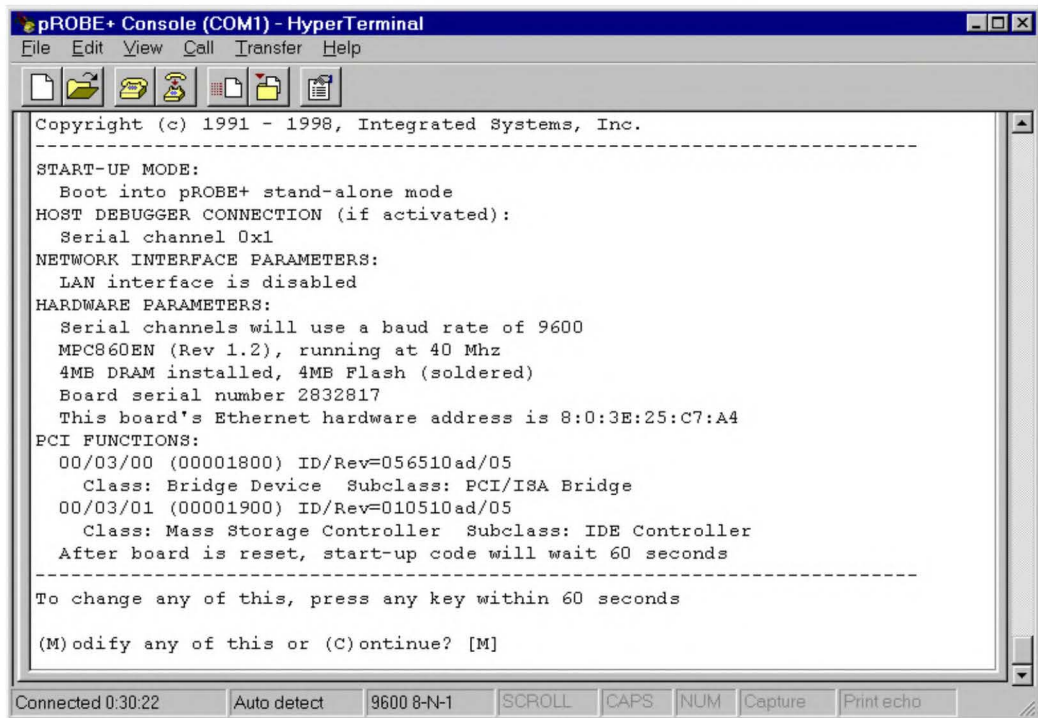 pROBE+ Console (COM1) - HyperTerminal
File Edit View Call Transfer Help
Copyright (c) 1991 - 1998, Integrated Systems, Inc.
--------------------------------------------------------------------------
START-UP MODE:
  Boot into pROBE+ stand-alone mode
HOST DEBUGGER CONNECTION (if activated):
  Serial channel 0x1
NETWORK INTERFACE PARAMETERS:
  LAN interface is disabled
HARDWARE PARAMETERS:
  Serial channels will use a baud rate of 9600
  MPC860EN (Rev 1.2), running at 40 Mhz
  4MB DRAM installed, 4MB Flash (soldered)
  Board serial number 2832817
  This board's Ethernet hardware address is 8:0:3E:25:C7:A4
PCI FUNCTIONS:
  00/03/00 (00001800) ID/Rev=056510ad/05
    Class: Bridge Device  Subclass: PCI/ISA Bridge
  00/03/01 (00001900) ID/Rev=010510ad/05
    Class: Mass Storage Controller  Subclass: IDE Controller
  After board is reset, start-up code will wait 60 seconds
--------------------------------------------------------------------------
To change any of this, press any key within 60 seconds
(M)odify any of this or (C)ontinue? [M]
Connected 0:30:22 Auto detect 9600 8-N-1 SCROLL CAPS NUM Capture Print echo